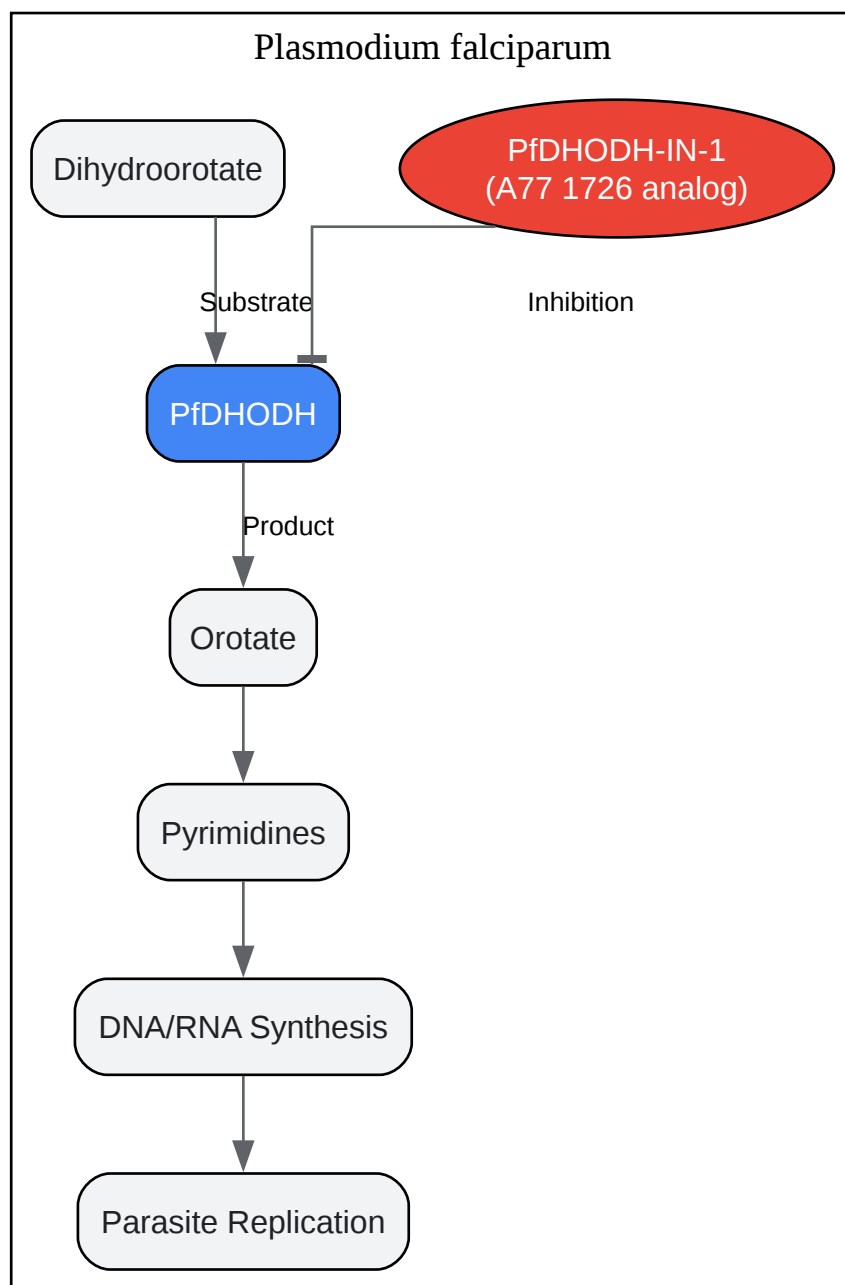 Plasmodium falciparum
Dihydroorotate
PfDHODH-IN-1
(A77 1726 analog)
Substrate
Inhibition
PfDHODH
Product
Orotate
Pyrimidines
DNA/RNA Synthesis
Parasite Replication